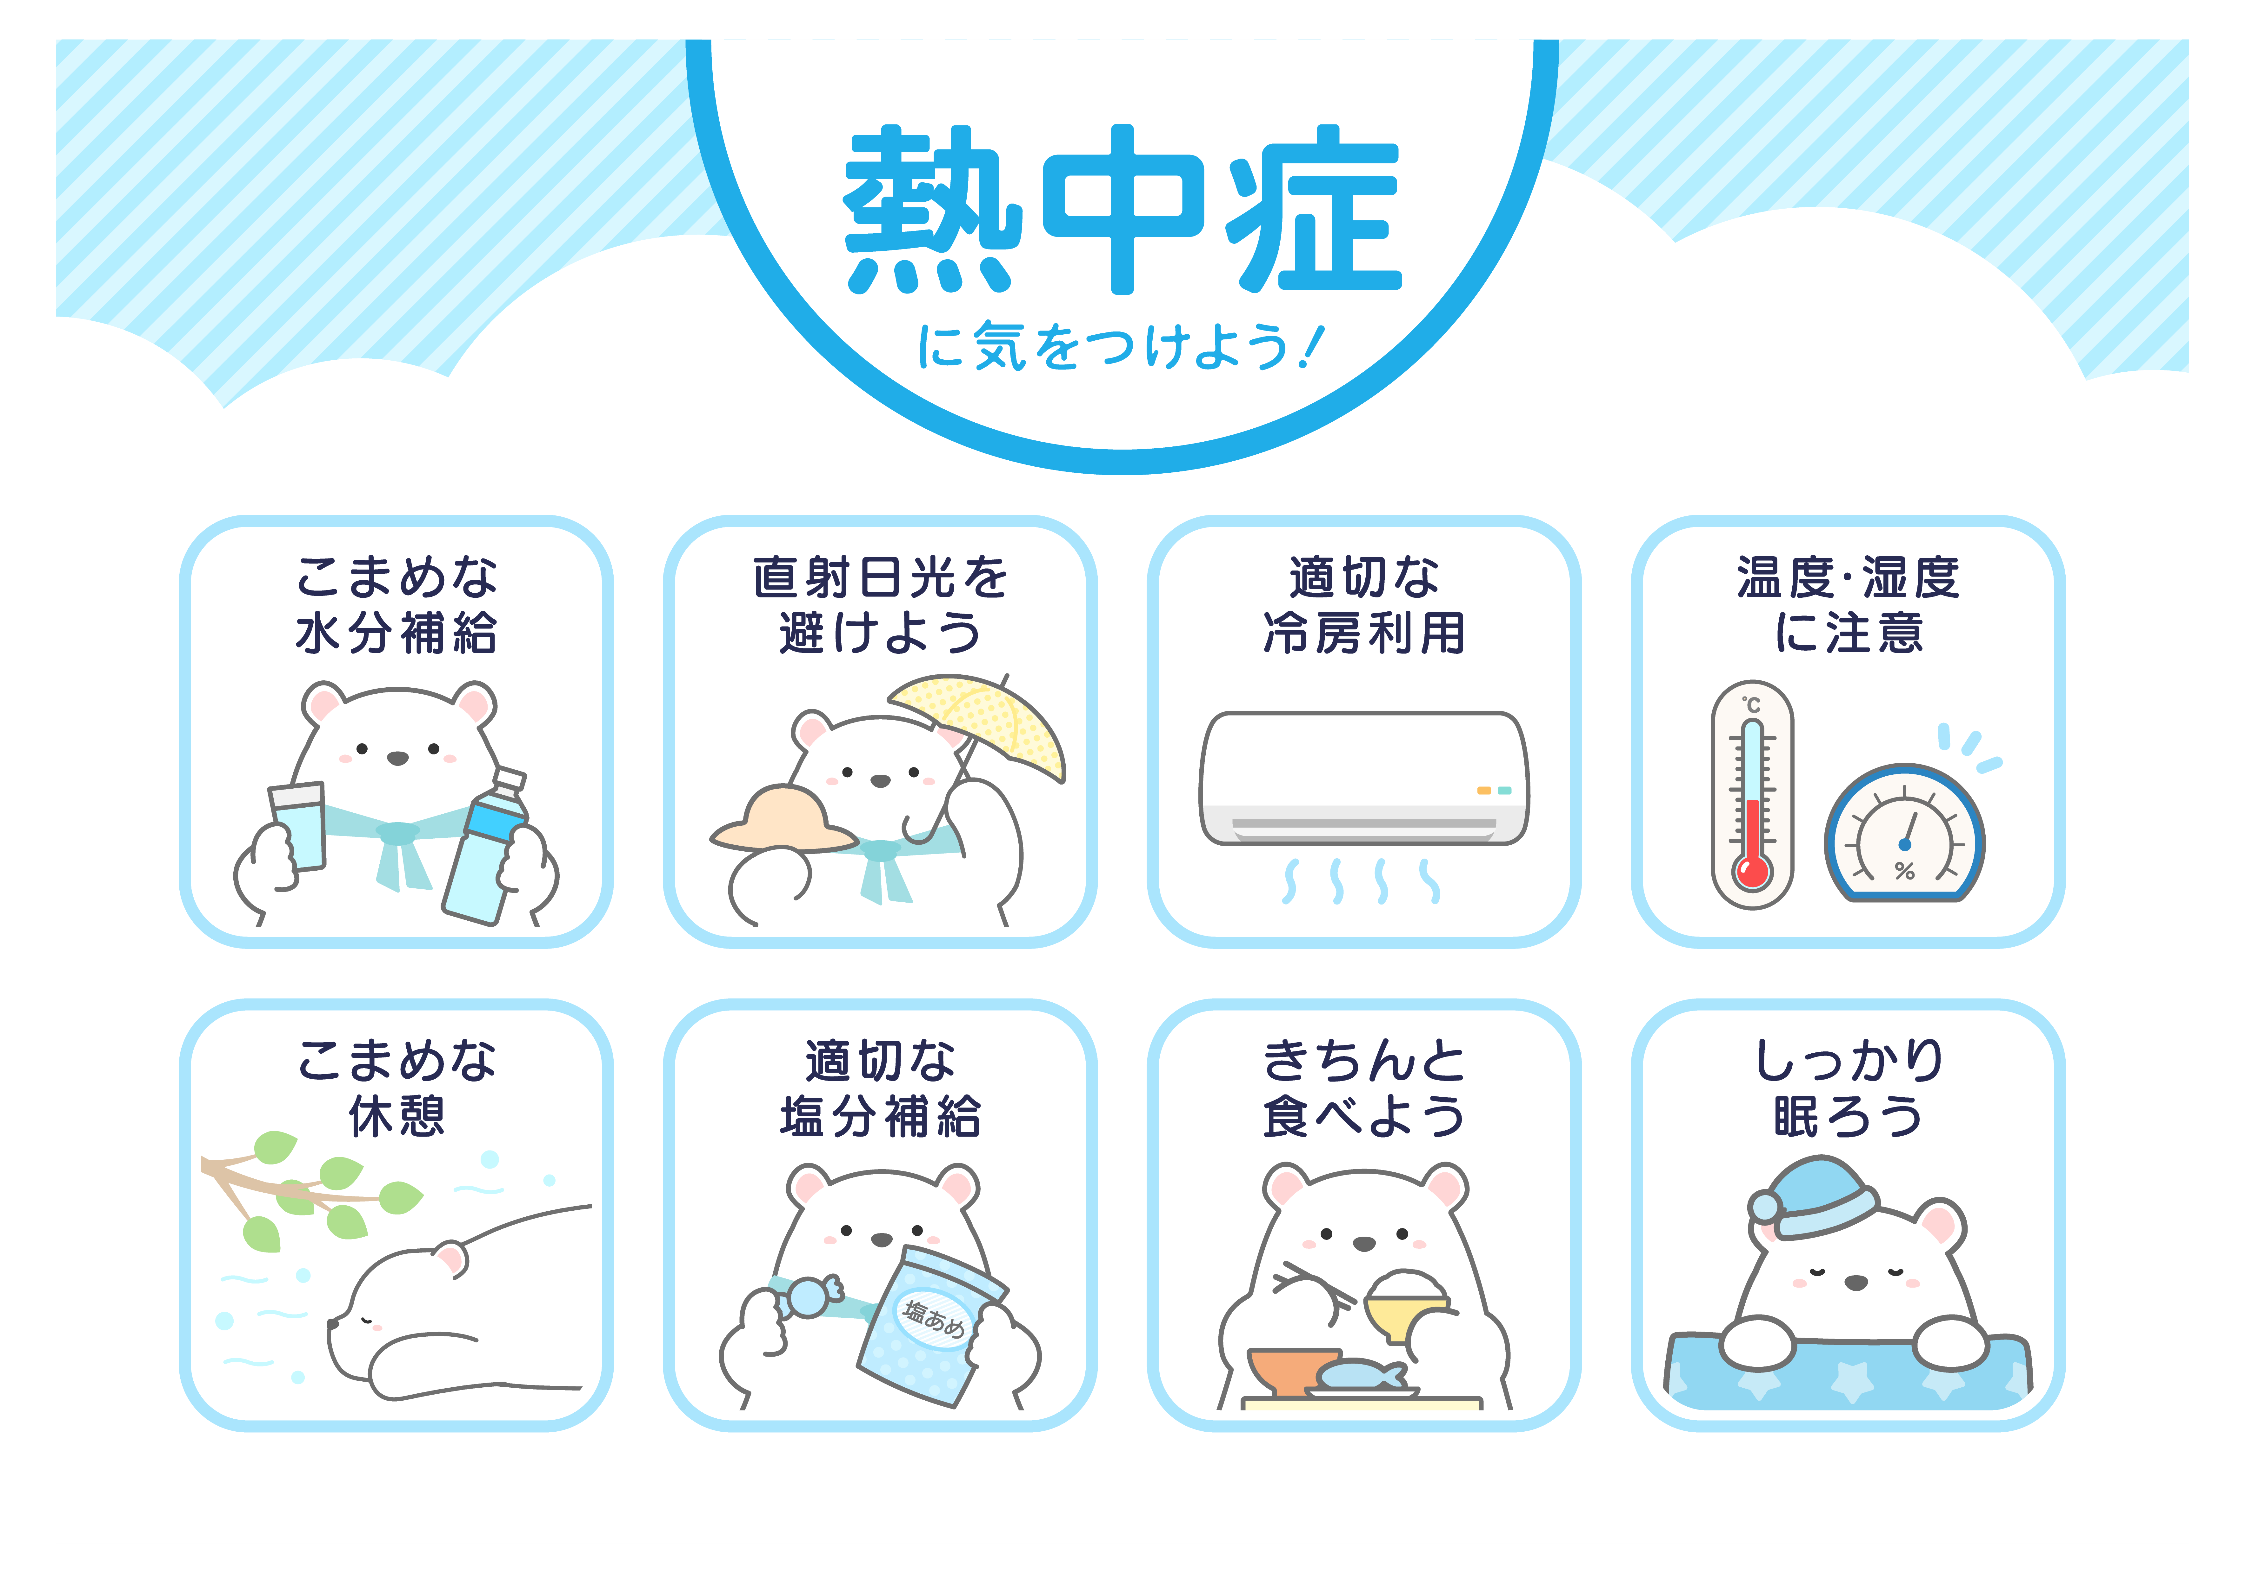 熱中症
に気をつけよう!
こまめな
水分補給
直射日光を
避けよう
適切な
冷房利用
温度・湿度
に注意
℃
%
こまめな
休憩
適切な
塩分補給
塩あめ
きちんと
食べよう
しっかり
眠ろう